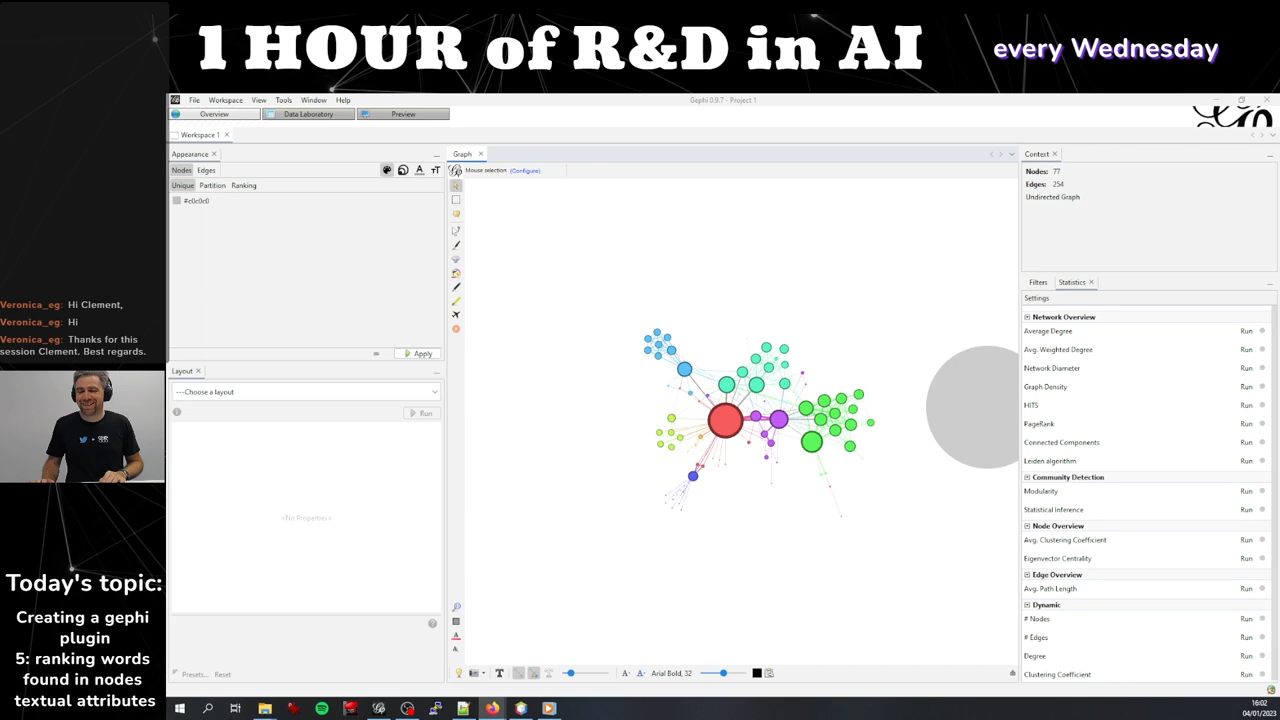 1 HOUR of R&D in AI
every Wednesday
File Workspace View Tools Window Help
Gephi 0.9.7 - Project 1
Overview
Data Laboratory
Preview
Workspace 1
Appearance
Nodes Edges
Unique Partition Ranking
#c0c0c0
Apply
Layout
---Choose a layout
Run
<No Properties>
Presets... Reset
Graph
Mouse selection (Configure)
Arial Bold, 32
Context
Nodes: 77
Edges: 254
Undirected Graph
Filters Statistics
Settings
Network Overview
Average Degree Run
Avg. Weighted Degree Run
Network Diameter Run
Graph Density Run
HITS Run
PageRank Run
Connected Components Run
Leiden algorithm Run
Community Detection
Modularity Run
Statistical Inference Run
Node Overview
Avg. Clustering Coefficient Run
Eigenvector Centrality Run
Edge Overview
Avg. Path Length Run
Dynamic
# Nodes Run
# Edges Run
Degree Run
Clustering Coefficient Run
Veronica_eg: Hi Clement,
Veronica_eg: Hi
Veronica_eg: Thanks for this
session Clement. Best regards.
Today's topic:
Creating a gephi
plugin
5: ranking words
found in nodes
textual attributes
16:02
04/01/2023